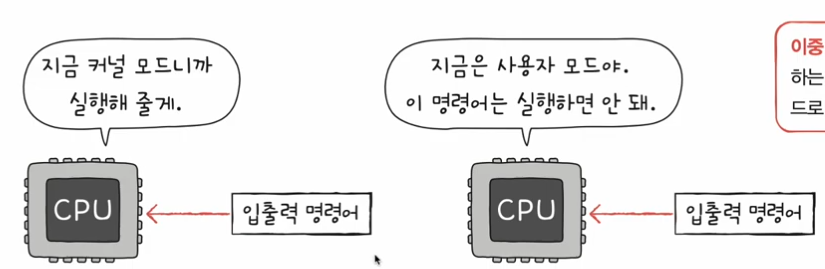 지금 커널 모드니까
실행해 줄게.
지금은 사용자 모드야.
이 명령어는 실행하면 안 돼.
이중
하는
드로
CPU
입출력 명령어
CPU
입출력 명령어